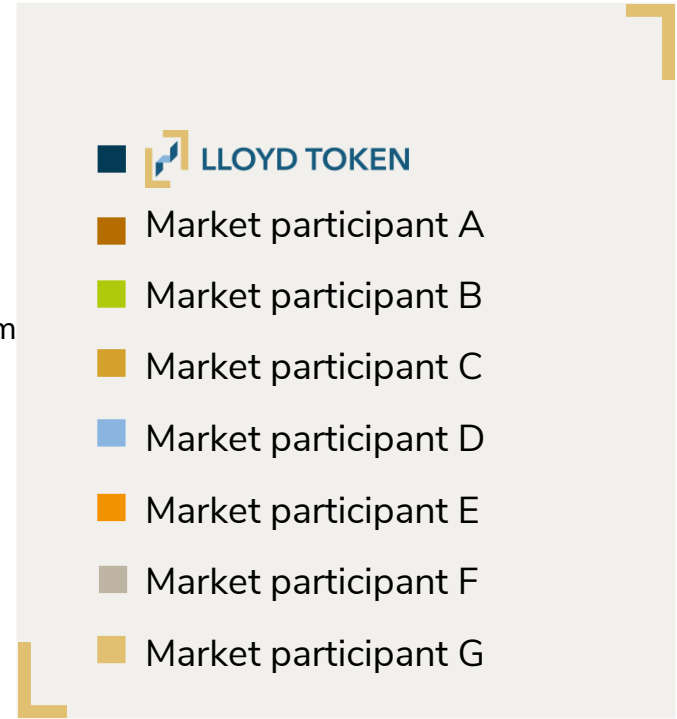 LLOYD TOKEN
Market participant A
Market participant B
m
Market participant C
Market participant D
Market participant E
Market participant F
Market participant G